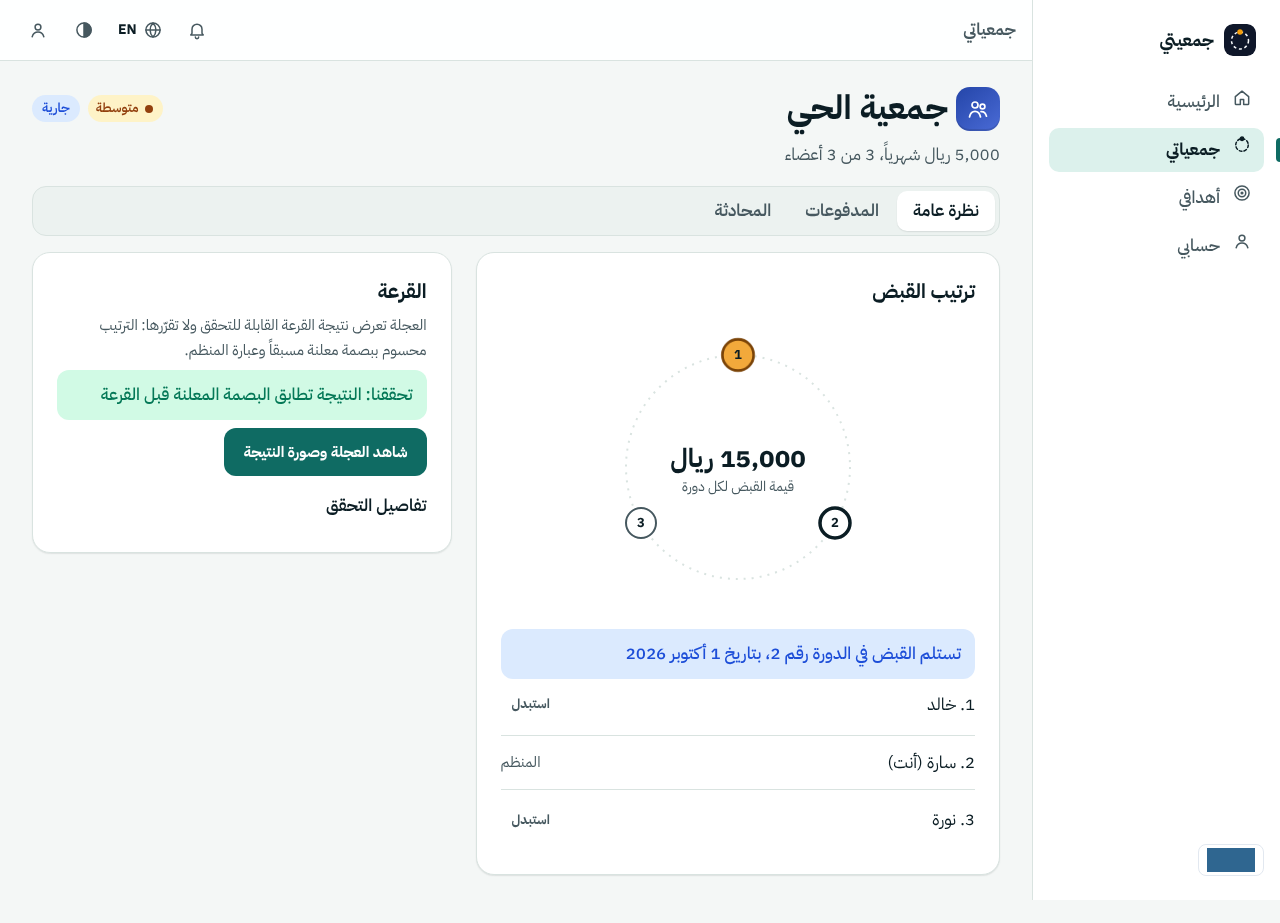 جمعيتي
الرئيسية
جمعياتي
أهدافي
حسابي
جمعياتي
EN
جمعية الحي
متوسطة
جارية
5,000 ريال شهرياً، 3 من 3 أعضاء
نظرة عامة
المدفوعات
المحادثة
ترتيب القبض
1
15,000 ريال
قيمة القبض لكل دورة
2
3
تستلم القبض في الدورة رقم 2، بتاريخ 1 أكتوبر 2026
1. خالد
استبدل
2. سارة (أنت)
المنظم
3. نورة
استبدل
القرعة
العجلة تعرض نتيجة القرعة القابلة للتحقق ولا تقرّرها: الترتيب
محسوم ببصمة معلنة مسبقاً وعبارة المنظم.
تحققنا: النتيجة تطابق البصمة المعلنة قبل القرعة
شاهد العجلة وصورة النتيجة
تفاصيل التحقق